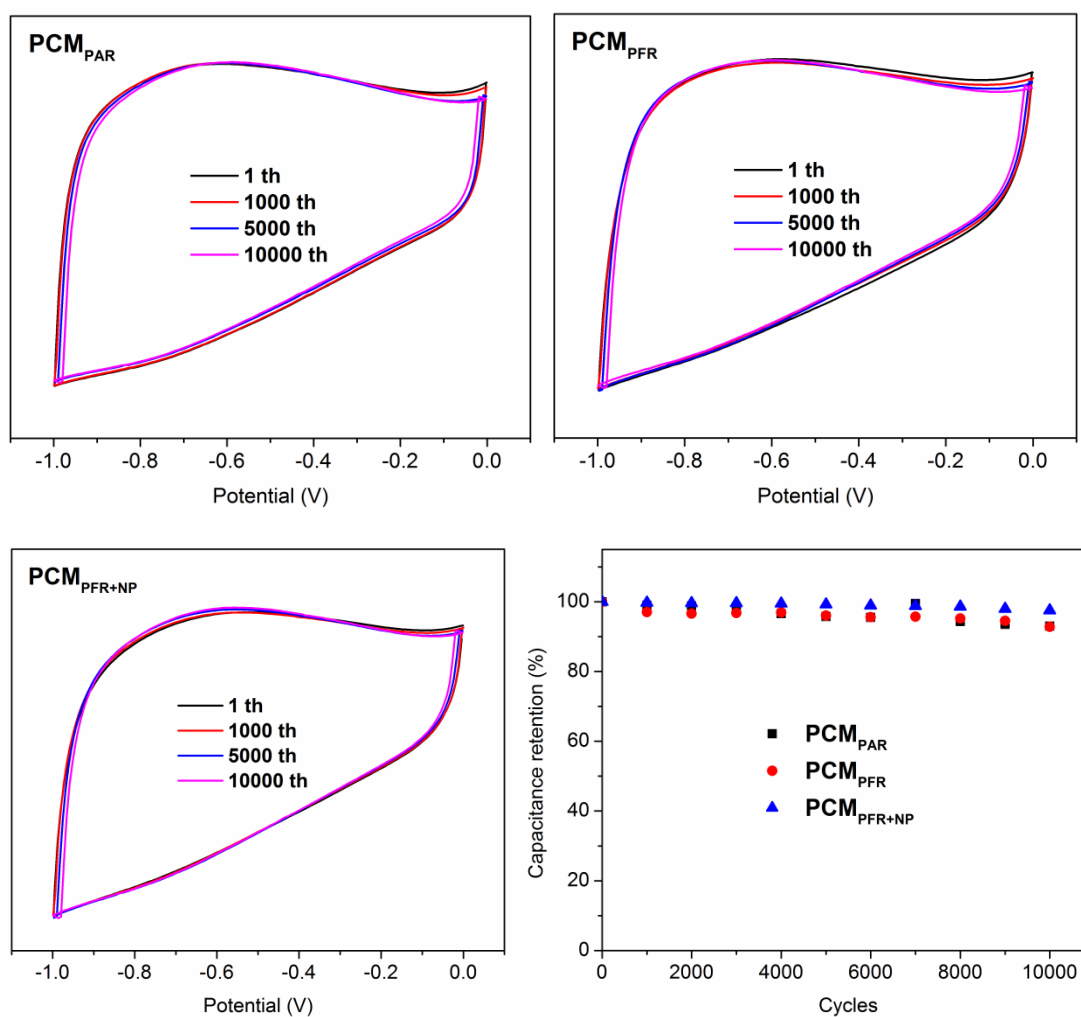 PCM_PAR
1 th
1000 th
5000 th
10000 th
-1.0 -0.8 -0.6 -0.4 -0.2 0.0
Potential (V)
PCM_PFR
1 th
1000 th
5000 th
10000 th
-1.0 -0.8 -0.6 -0.4 -0.2 0.0
Potential (V)
PCM_PFR+NP
1 th
1000 th
5000 th
10000 th
-1.0 -0.8 -0.6 -0.4 -0.2 0.0
Potential (V)
Capacitance retention (%)
100
80
60
40
20
0
PCM_PAR
PCM_PFR
PCM_PFR+NP
0 2000 4000 6000 8000 10000
Cycles